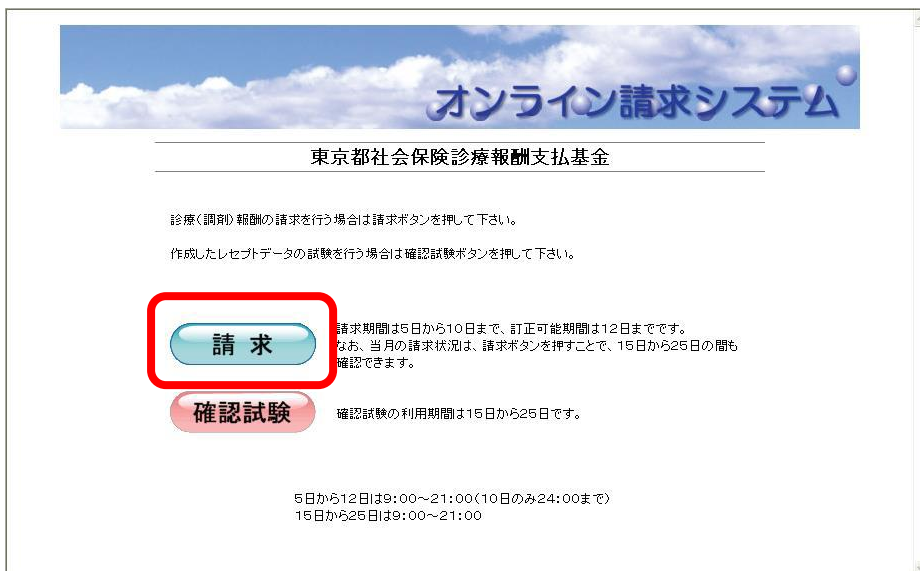 オンライン請求システム
東京都社会保険診療報酬支払基金
診療(調剤)報酬の請求を行う場合は請求ボタンを押して下さい。
作成したレセプトデータの試験を行う場合は確認試験ボタンを押して下さい。
請 求
請求期間は5日から10日まで、訂正可能期間は12日までです。
なお、当月の請求状況は、請求ボタンを押すことで、15日から25日の間も
確認できます。
確認試験
確認試験の利用期間は15日から25日です。
5日から12日は9:00~21:00(10日のみ24:00まで)
15日から25日は9:00~21:00